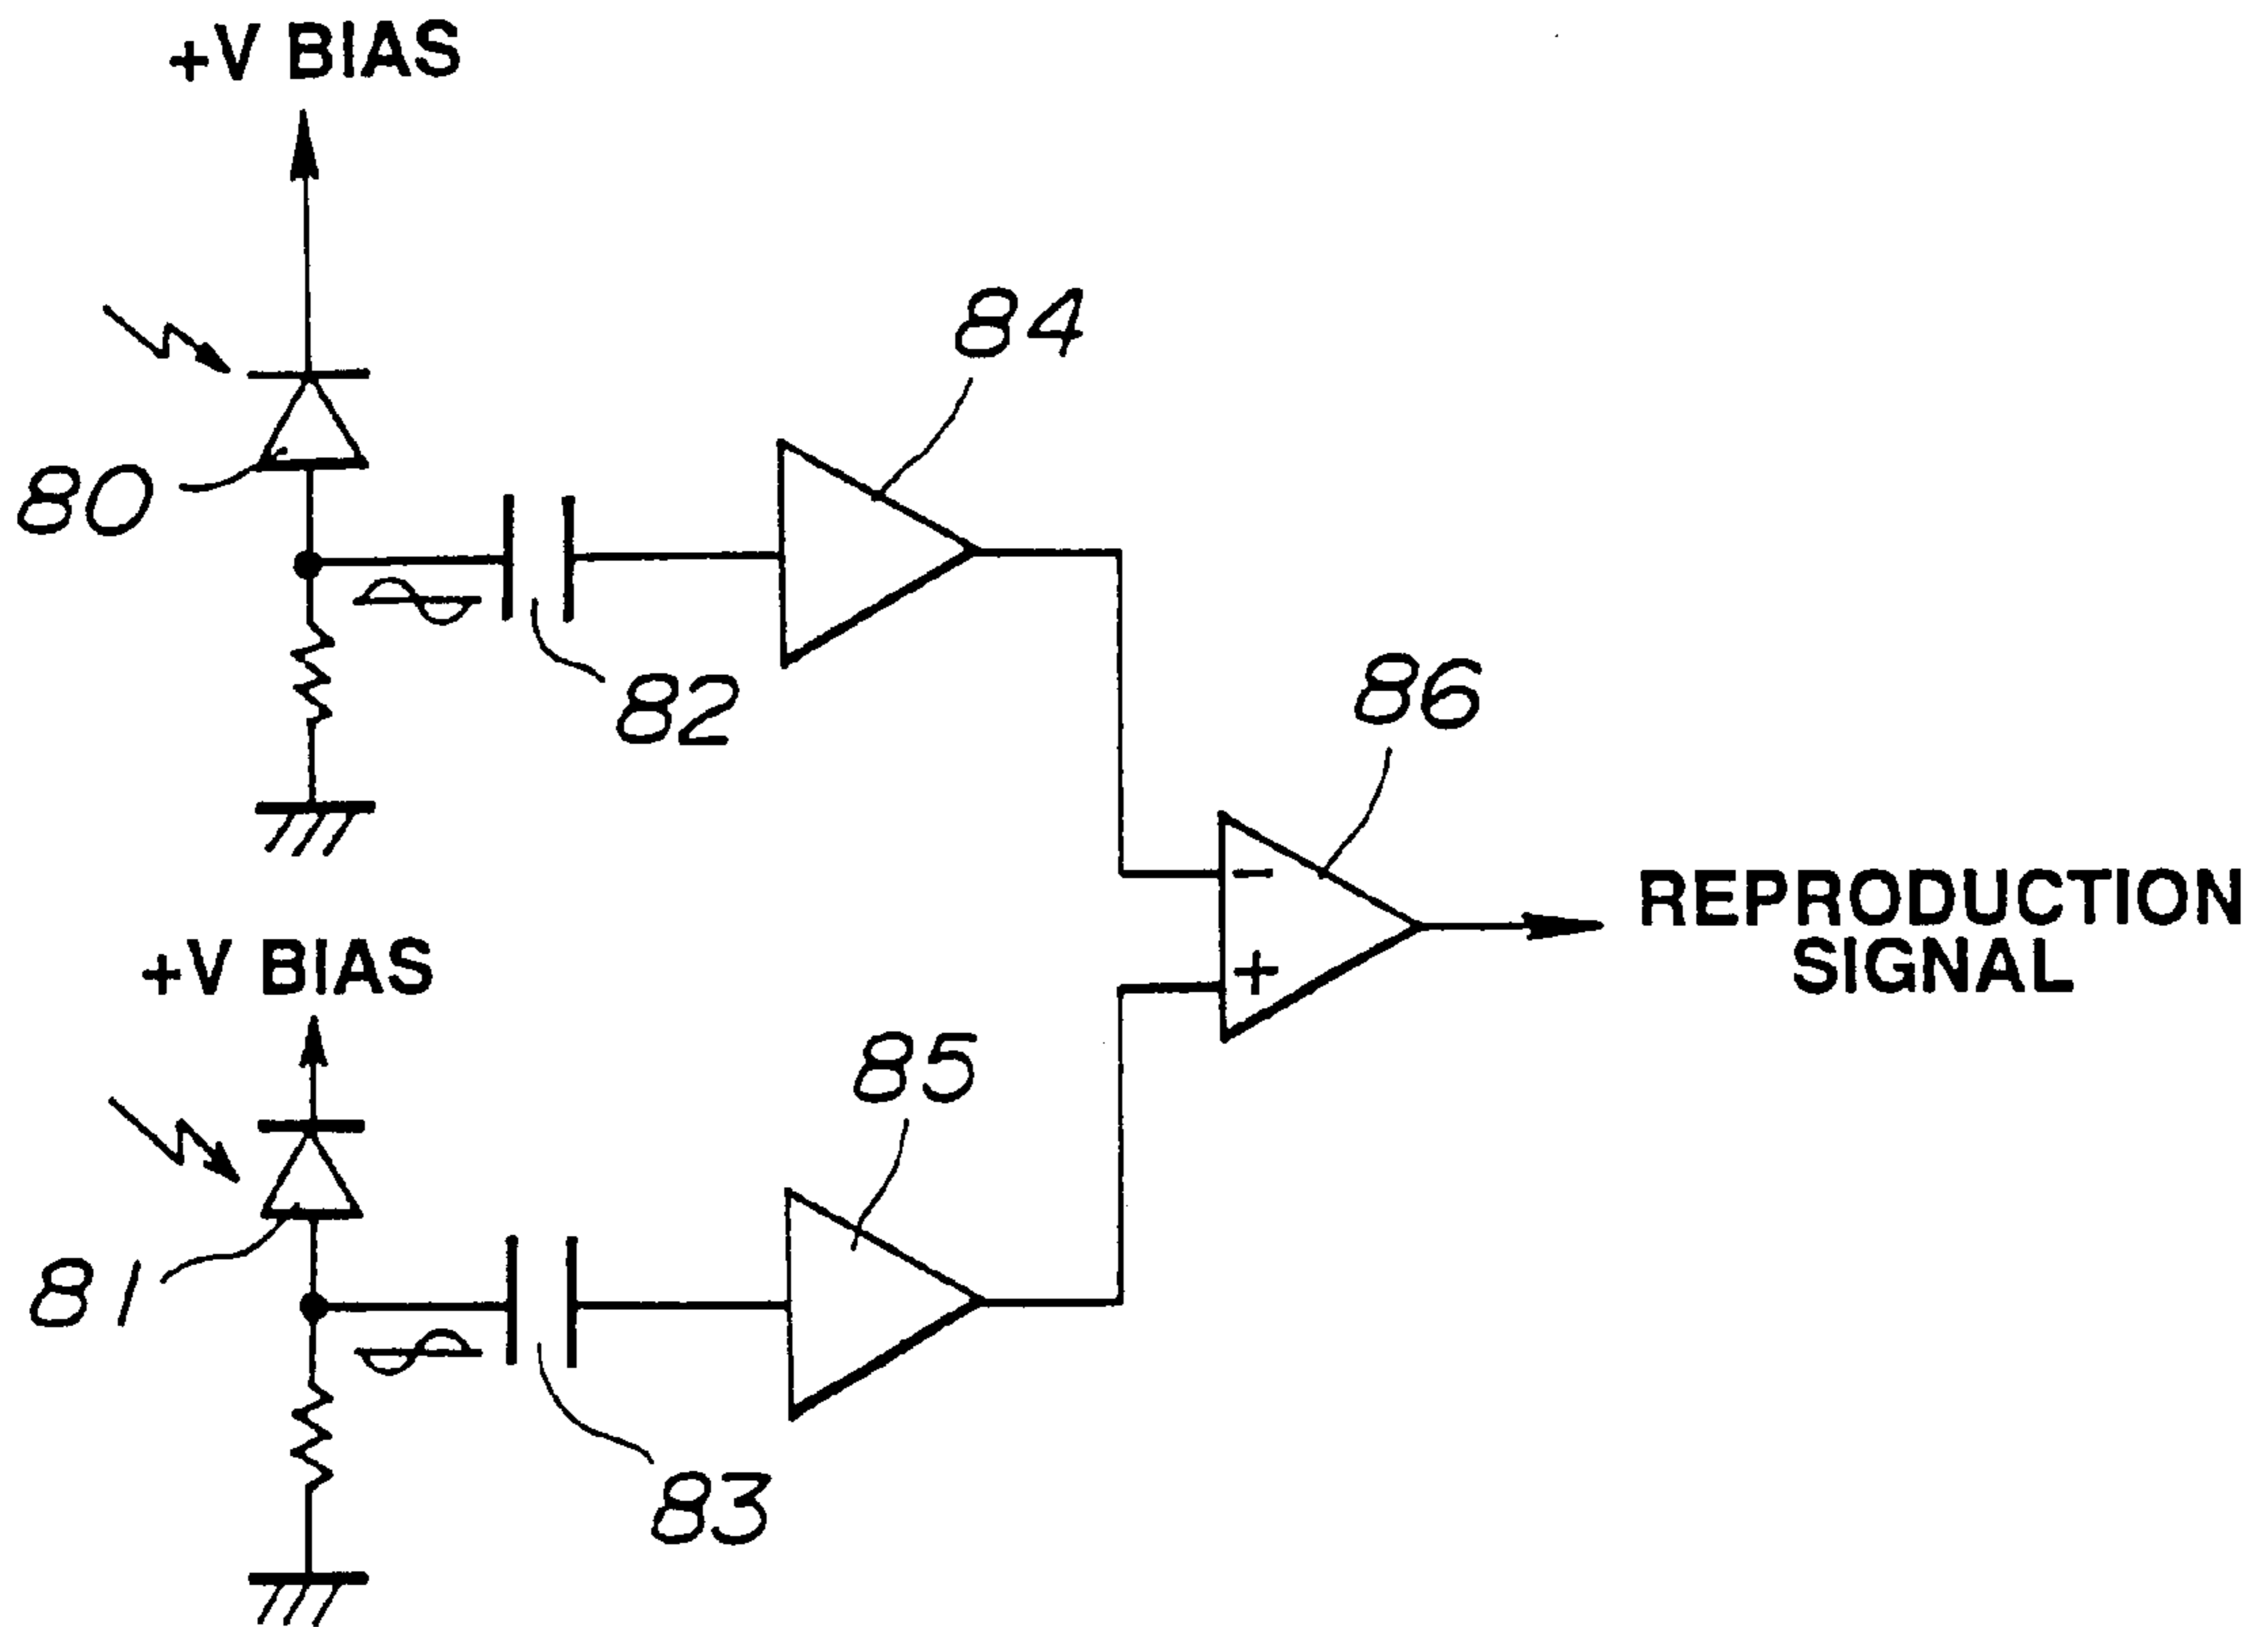 +V BIAS
84
80
82
86
REPRODUCTION
SIGNAL
−
+
+V BIAS
85
81
83